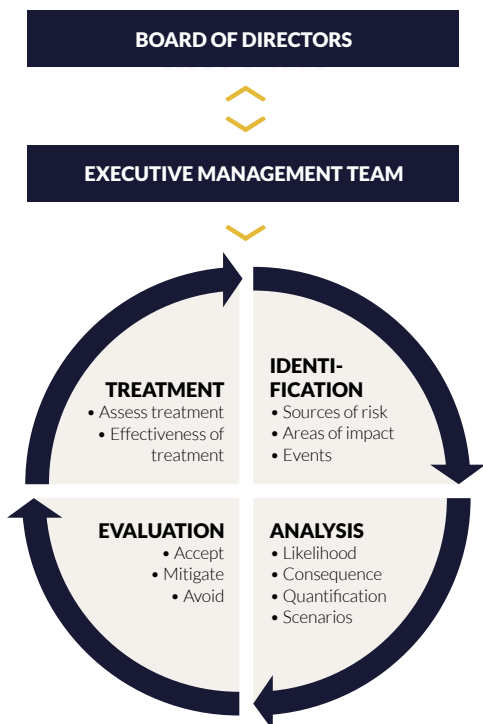 BOARD OF DIRECTORS
EXECUTIVE MANAGEMENT TEAM
TREATMENT
• Assess treatment
• Effectiveness of
treatment
IDENTI-
FICATION
• Sources of risk
• Areas of impact
• Events
EVALUATION
• Accept
• Mitigate
• Avoid
ANALYSIS
• Likelihood
• Consequence
• Quantification
• Scenarios